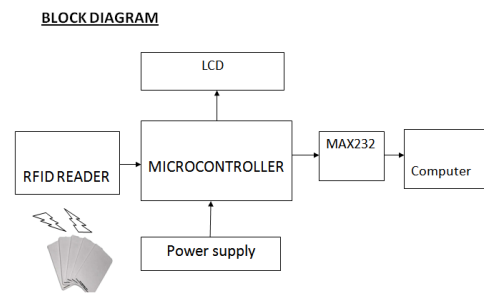 BLOCK DIAGRAM
LCD
RFID READER
MICROCONTROLLER
MAX232
Computer
Power supply